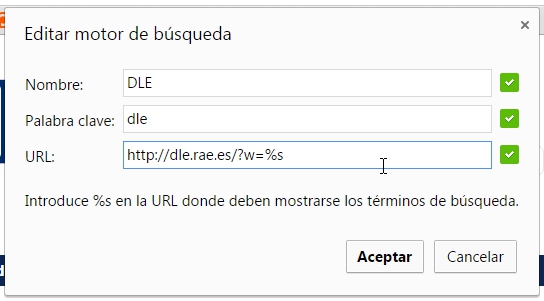 Editar motor de búsqueda
Nombre: DLE
Palabra clave: dle
URL: http://dle.rae.es/?w=%s
Introduce %s en la URL donde deben mostrarse los términos de búsqueda.
Aceptar Cancelar